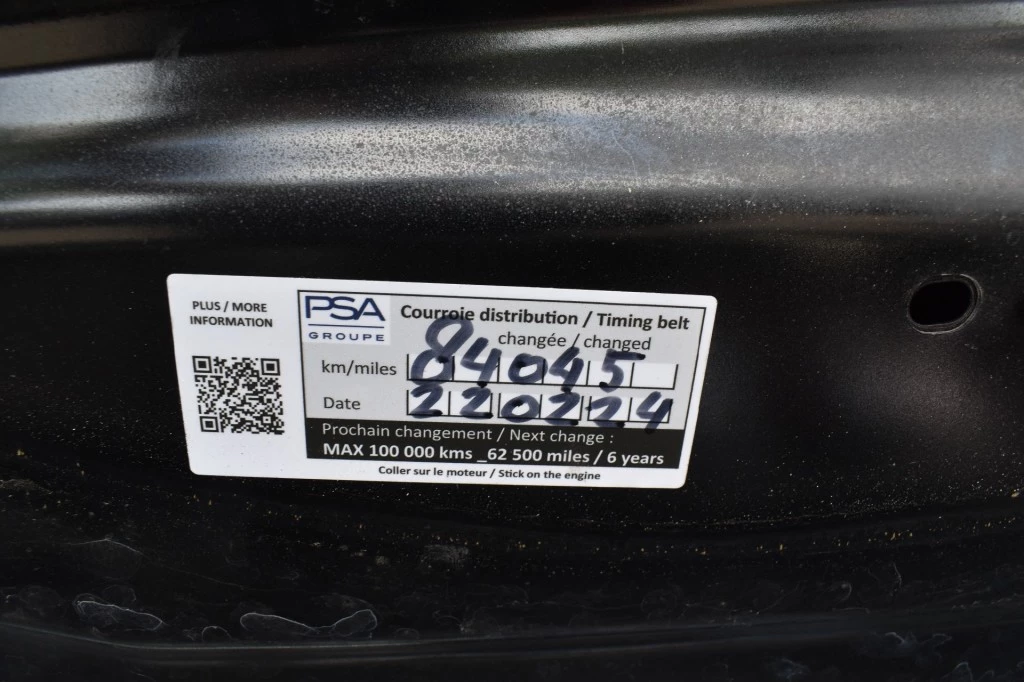 PLUS / MORE
INFORMATION
PSA
GROUPE
Courroie distribution / Timing belt
changée / changed
km/miles 84045
Date 220224
Prochain changement / Next change :
MAX 100 000 kms _62 500 miles / 6 years
Coller sur le moteur / Stick on the engine